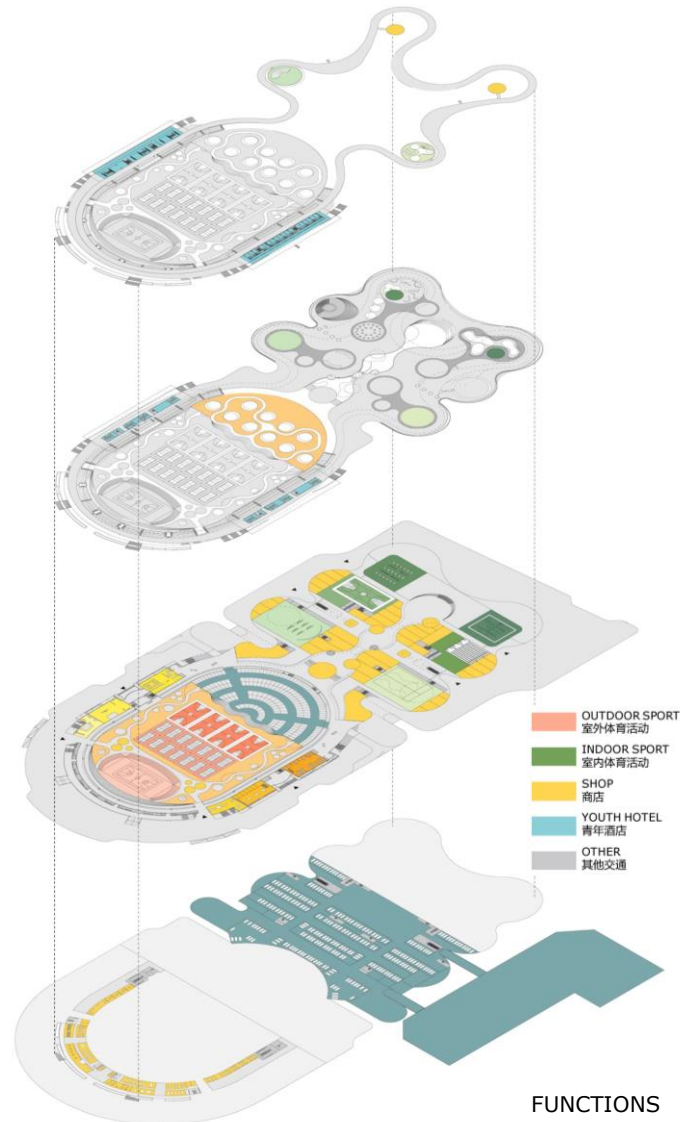 OUTDOOR SPORT
室外体育活动
INDOOR SPORT
室内体育活动
SHOP
商店
YOUTH HOTEL
青年酒店
OTHER
其他交通
FUNCTIONS